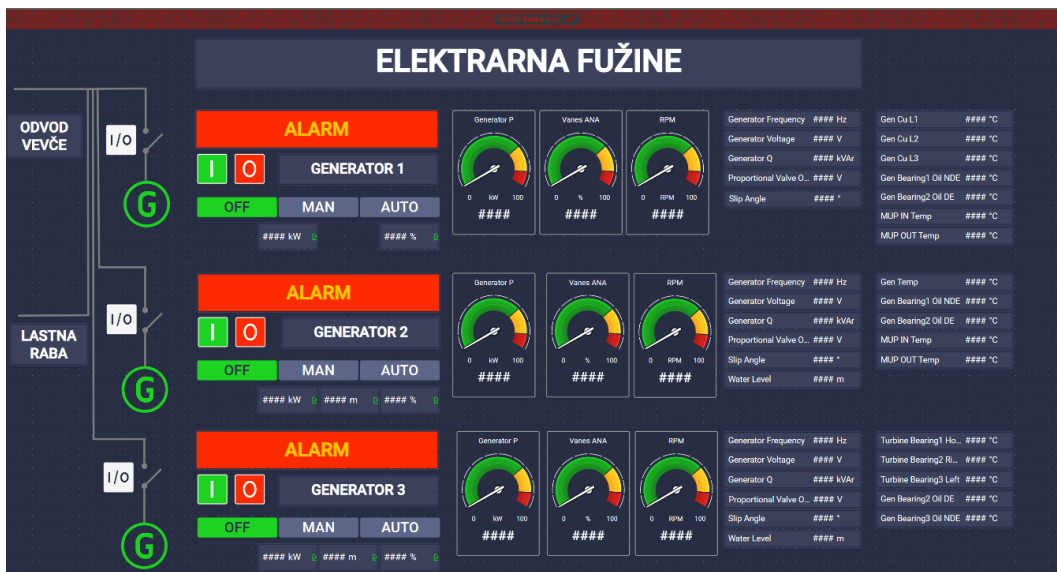 ELEKTRARNA FUŽINE
ODVOD
VEVČE
I/O
G
ALARM
I O
GENERATOR 1
OFF MAN AUTO
#### kW
#### %
Generator P
0 kW 100
####
Vanes ANA
0 % 100
####
RPM
0 RPM 100
####
Generator Frequency #### Hz
Generator Voltage #### V
Generator Q #### kVAr
Proportional Valve O... #### V
Slip Angle #### °
Gen Cu L1 #### °C
Gen Cu L2 #### °C
Gen Cu L3 #### °C
Gen Bearing1 Oil NDE #### °C
Gen Bearing2 Oil DE #### °C
MUP IN Temp #### °C
MUP OUT Temp #### °C
LASTNA
RABA
I/O
G
ALARM
I O
GENERATOR 2
OFF MAN AUTO
#### kW
#### m
#### %
Generator P
0 kW 100
####
Vanes ANA
0 % 100
####
RPM
0 RPM 100
####
Generator Frequency #### Hz
Generator Voltage #### V
Generator Q #### kVAr
Proportional Valve O... #### V
Slip Angle #### °
Water Level #### m
Gen Temp #### °C
Gen Bearing1 Oil NDE #### °C
Gen Bearing2 Oil DE #### °C
MUP IN Temp #### °C
MUP OUT Temp #### °C
I/O
G
ALARM
I O
GENERATOR 3
OFF MAN AUTO
#### kW
#### m
#### %
Generator P
0 kW 100
####
Vanes ANA
0 % 100
####
RPM
0 RPM 100
####
Generator Frequency #### Hz
Generator Voltage #### V
Generator Q #### kVAr
Proportional Valve O... #### V
Slip Angle #### °
Water Level #### m
Turbine Bearing1 Ho... #### °C
Turbine Bearing2 Ri... #### °C
Turbine Bearing3 Left #### °C
Gen Bearing2 Oil DE #### °C
Gen Bearing3 Oil NDE #### °C